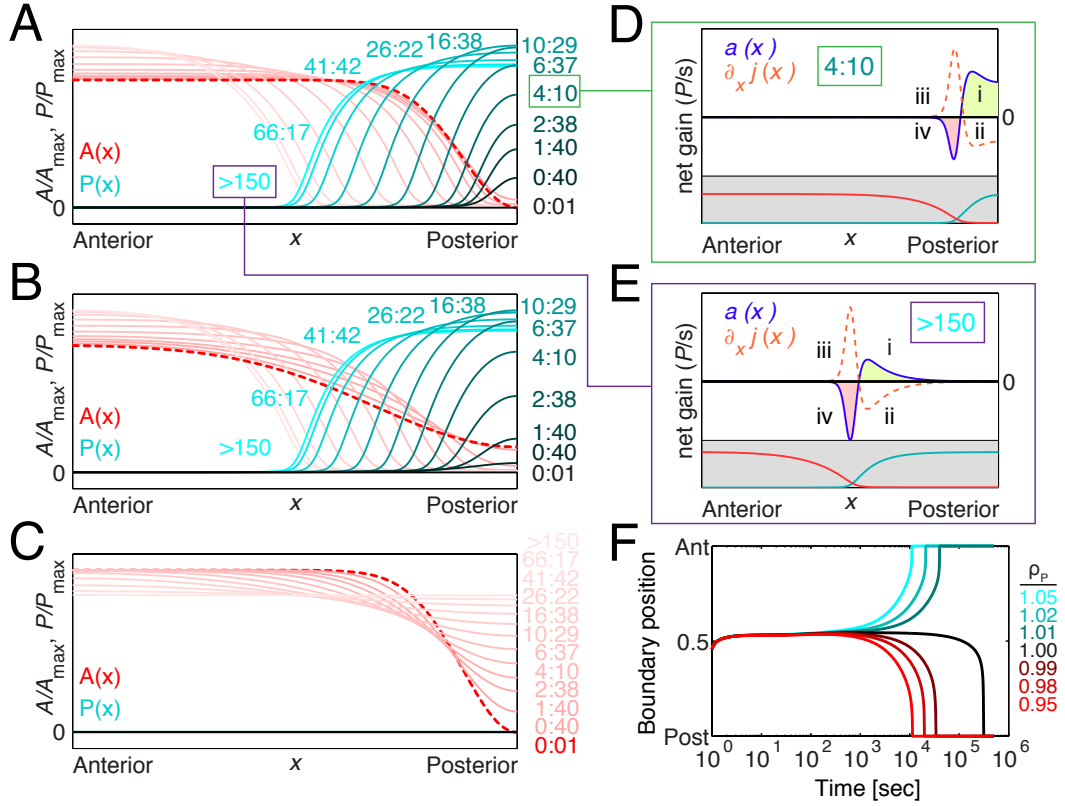 A
A/A_max, P/P_max
0
A(x)
P(x)
66:17
41:42
26:22
16:38
>150
10:29
6:37
4:10
2:38
1:40
0:40
0:01
Anterior
x
Posterior
B
A/A_max, P/P_max
0
A(x)
P(x)
>150
66:17
41:42
26:22
16:38
10:29
6:37
4:10
2:38
1:40
0:40
0:01
Anterior
x
Posterior
C
A/A_max, P/P_max
0
A(x)
P(x)
>150
66:17
41:42
26:22
16:38
10:29
6:37
4:10
2:38
1:40
0:40
0:01
Anterior
x
Posterior
D
net gain (P/s)
a (x)
∂_x j (x)
4:10
iii
i
iv
ii
0
Anterior
x
Posterior
E
net gain (P/s)
a (x)
∂_x j (x)
>150
iii
i
iv
ii
0
Anterior
x
Posterior
F
Boundary position
Ant
0.5
Post
10^0
10^1
10^2
10^3
10^4
10^5
10^6
Time [sec]
ρ_P
1.05
1.02
1.01
1.00
0.99
0.98
0.95